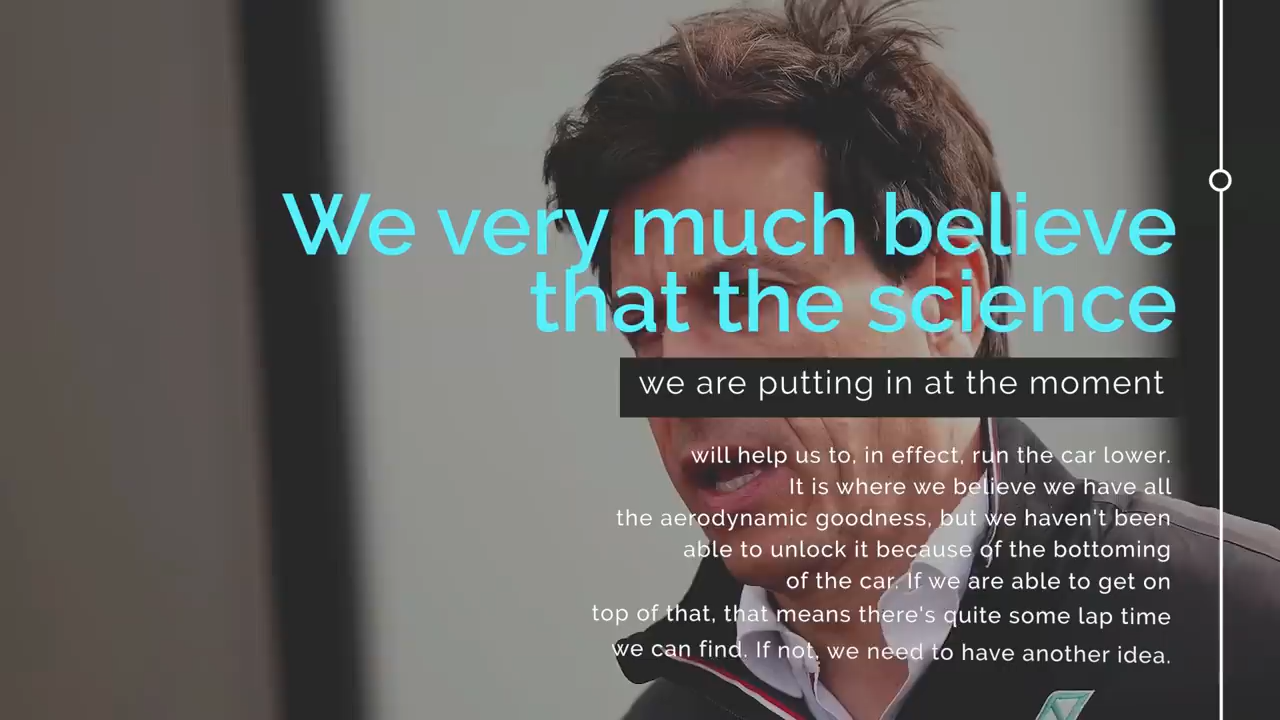 We very much believe
that the science
we are putting in at the moment
will help us to, in effect, run the car lower.
It is where we believe we have all
the aerodynamic goodness, but we haven't been
able to unlock it because of the bottoming
of the car. If we are able to get on
top of that, that means there's quite some lap time
we can find. If not, we need to have another idea.